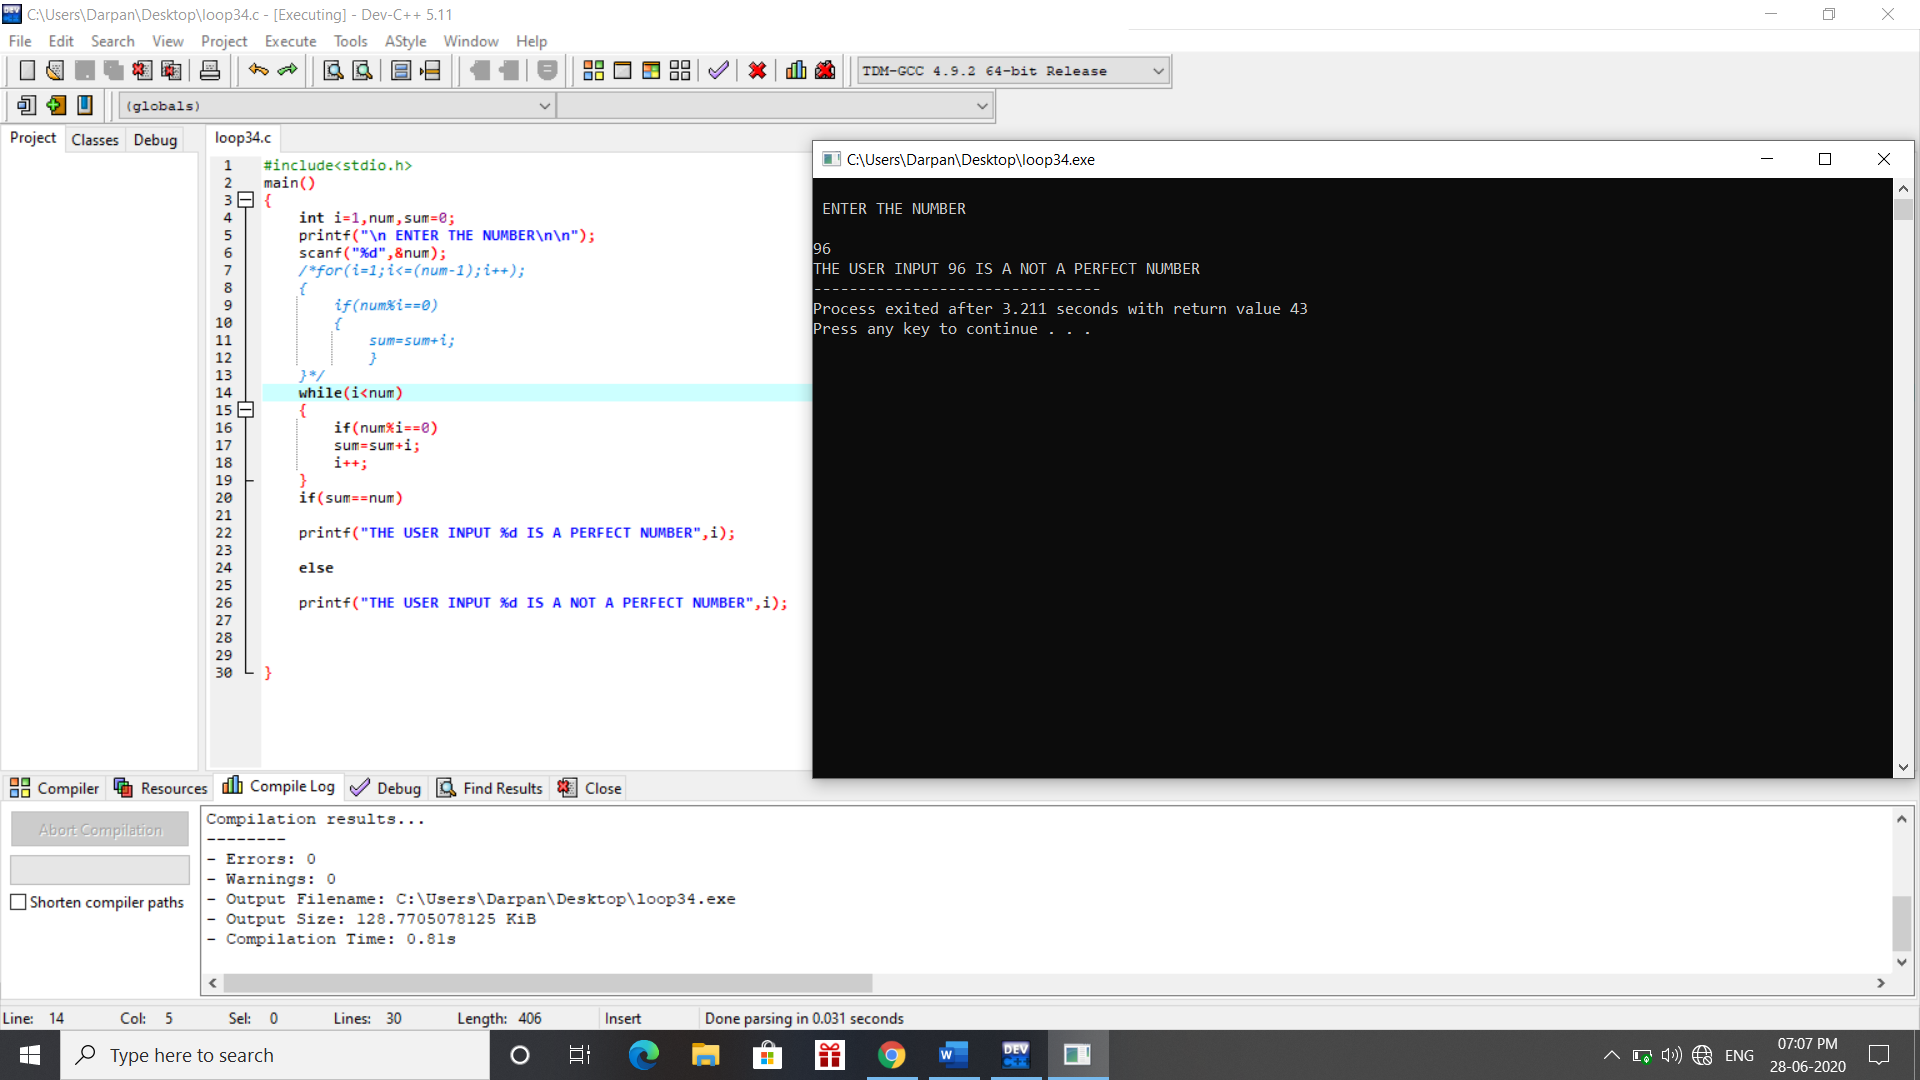 C:\Users\Darpan\Desktop\loop34.c - [Executing] - Dev-C++ 5.11
File Edit Search View Project Execute Tools AStyle Window Help
TDM-GCC 4.9.2 64-bit Release
(globals)
Project Classes Debug
loop34.c
1 #include<stdio.h>
2 main()
3 {
4 int i=1,num,sum=0;
5 printf("\n ENTER THE NUMBER\n\n");
6 scanf("%d",&num);
7 /*for(i=1;i<=(num-1);i++);
8 {
9 if(num%i==0)
10 {
11 sum=sum+i;
12 }
13 }*/
14 while(i<num)
15 {
16 if(num%i==0)
17 sum=sum+i;
18 i++;
19 }
20 if(sum==num)
21
22 printf("THE USER INPUT %d IS A PERFECT NUMBER",i);
23
24 else
25
26 printf("THE USER INPUT %d IS A NOT A PERFECT NUMBER",i);
27
28
29
30 }
C:\Users\Darpan\Desktop\loop34.exe
ENTER THE NUMBER
96
THE USER INPUT 96 IS A NOT A PERFECT NUMBER
--------------------------------
Process exited after 3.211 seconds with return value 43
Press any key to continue . . .
Compiler Resources Compile Log Debug Find Results Close
Abort Compilation
Shorten compiler paths
Compilation results...
--------
- Errors: 0
- Warnings: 0
- Output Filename: C:\Users\Darpan\Desktop\loop34.exe
- Output Size: 128.7705078125 KiB
- Compilation Time: 0.81s
Line: 14 Col: 5 Sel: 0 Lines: 30 Length: 406 Insert Done parsing in 0.031 seconds
Type here to search
DEV C++
ENG
07:07 PM
28-06-2020